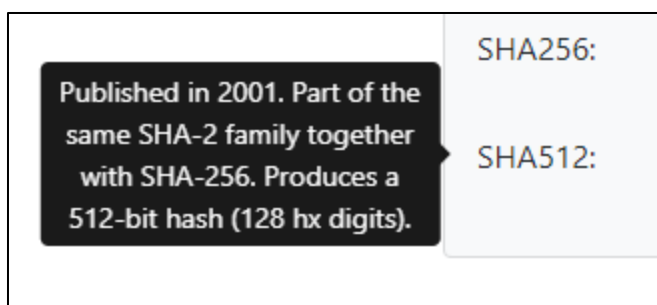 SHA256:
Published in 2001. Part of the
same SHA-2 family together
with SHA-256. Produces a
512-bit hash (128 hx digits).
SHA512: